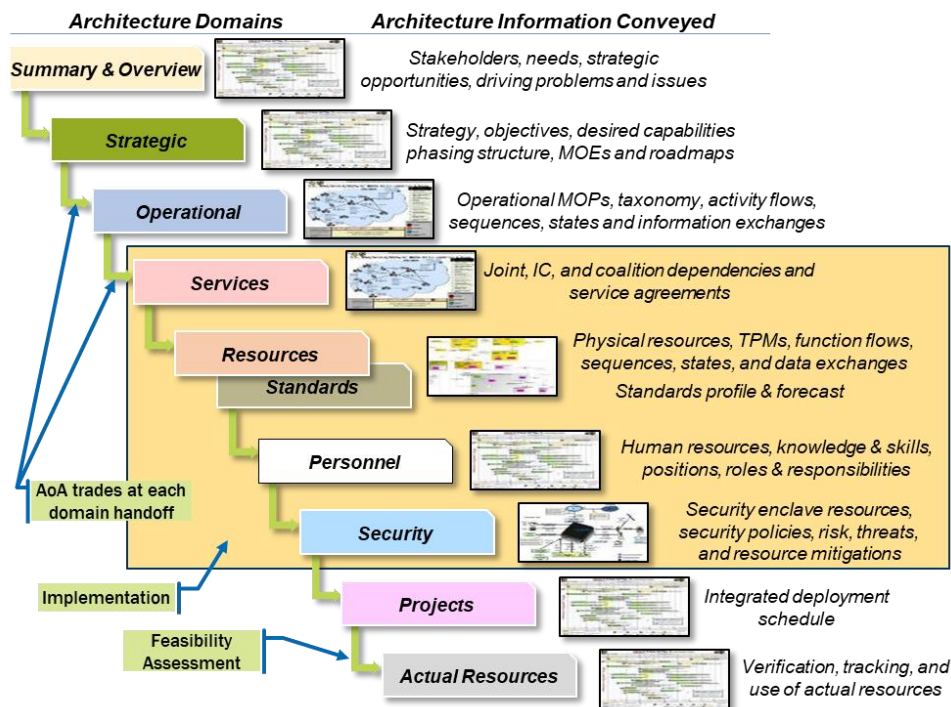 Architecture Domains
Architecture Information Conveyed
Summary & Overview
Stakeholders, needs, strategic
opportunities, driving problems and issues
Strategic
Strategy, objectives, desired capabilities
phasing structure, MOEs and roadmaps
Operational
Operational MOPs, taxonomy, activity flows,
sequences, states and information exchanges
Services
Joint, IC, and coalition dependencies and
service agreements
Resources
Physical resources, TPMs, function flows,
sequences, states, and data exchanges
Standards
Standards profile & forecast
Personnel
Human resources, knowledge & skills,
positions, roles & responsibilities
AoA trades at each
domain handoff
Security
Security enclave resources,
security policies, risk, threats,
and resource mitigations
Implementation
Projects
Integrated deployment
schedule
Feasibility
Assessment
Actual Resources
Verification, tracking, and
use of actual resources